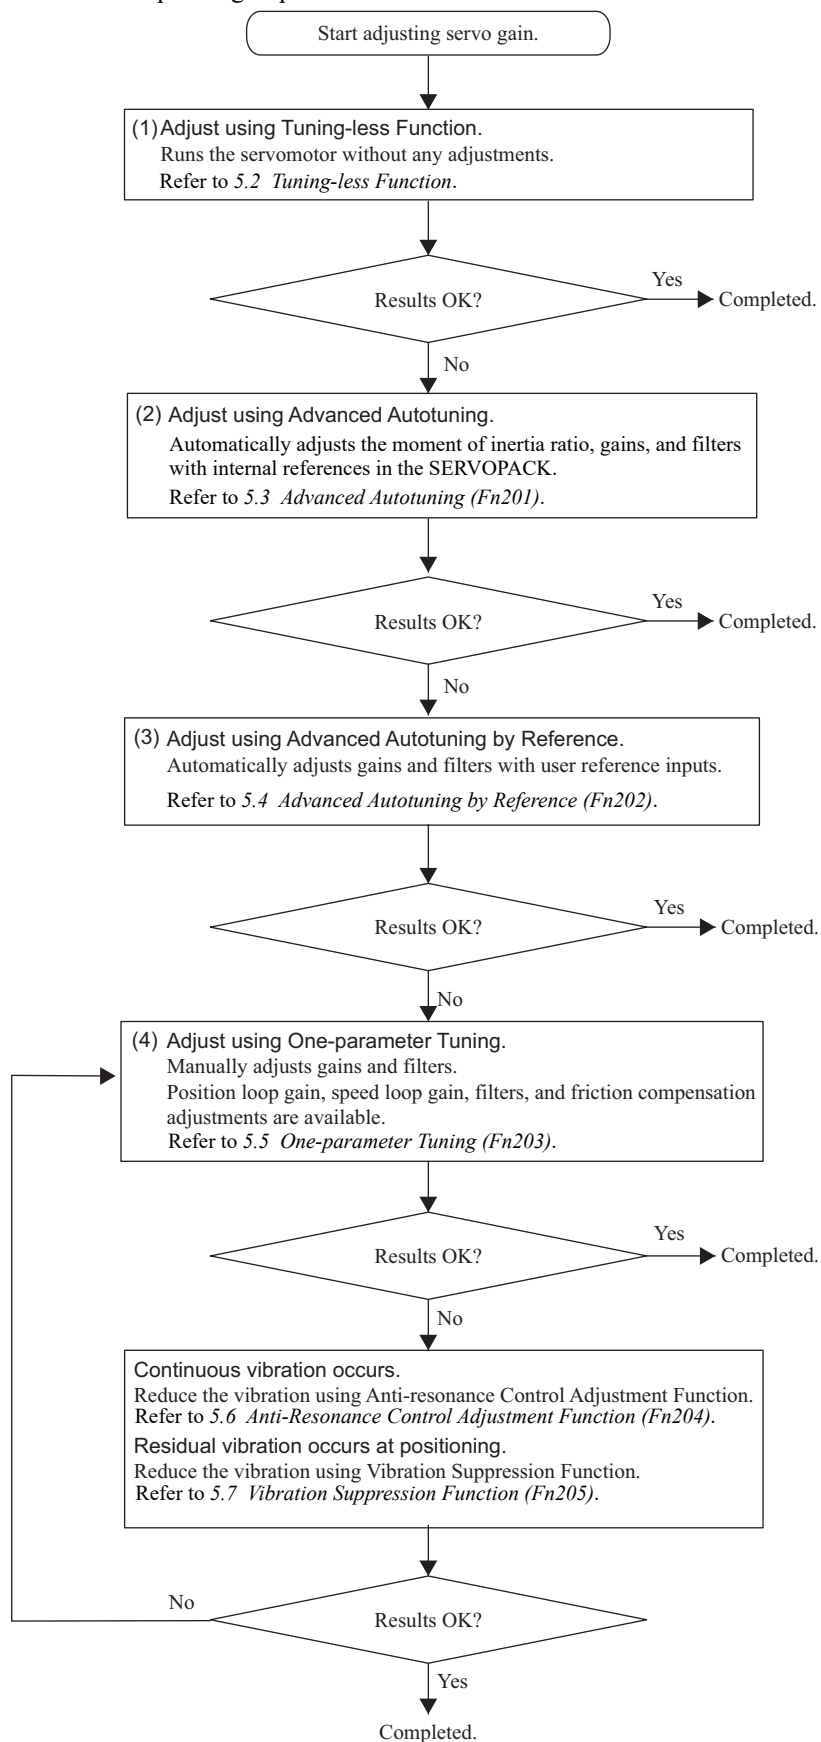 Start adjusting servo gain.
(1) Adjust using Tuning-less Function.
Runs the servomotor without any adjustments.
Refer to 5.2 Tuning-less Function.
Results OK?
Yes
Completed.
No
(2) Adjust using Advanced Autotuning.
Automatically adjusts the moment of inertia ratio, gains, and filters
with internal references in the SERVOPACK.
Refer to 5.3 Advanced Autotuning (Fn201).
Results OK?
Yes
Completed.
No
(3) Adjust using Advanced Autotuning by Reference.
Automatically adjusts gains and filters with user reference inputs.
Refer to 5.4 Advanced Autotuning by Reference (Fn202).
Results OK?
Yes
Completed.
No
(4) Adjust using One-parameter Tuning.
Manually adjusts gains and filters.
Position loop gain, speed loop gain, filters, and friction compensation
adjustments are available.
Refer to 5.5 One-parameter Tuning (Fn203).
Results OK?
Yes
Completed.
No
Continuous vibration occurs.
Reduce the vibration using Anti-resonance Control Adjustment Function.
Refer to 5.6 Anti-Resonance Control Adjustment Function (Fn204).
Residual vibration occurs at positioning.
Reduce the vibration using Vibration Suppression Function.
Refer to 5.7 Vibration Suppression Function (Fn205).
No
Results OK?
Yes
Completed.